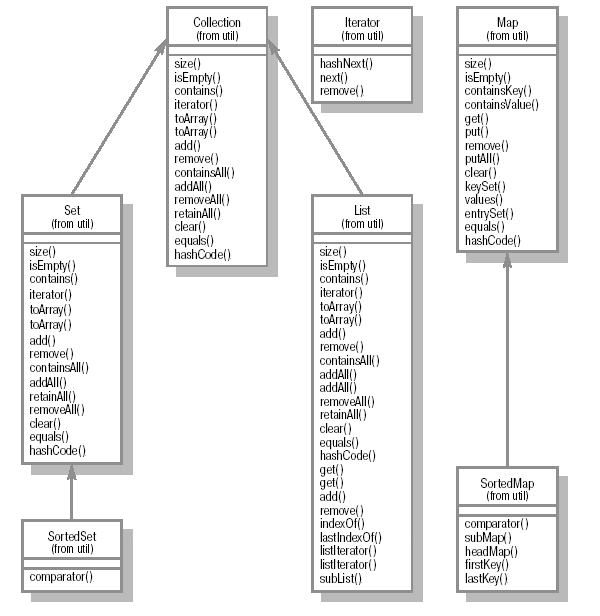 Collection
(from util)
size()
isEmpty()
contains()
iterator()
toArray()
toArray()
add()
remove()
containsAll()
addAll()
removeAll()
retainAll()
clear()
equals()
hashCode()
Iterator
(from util)
hashNext()
next()
remove()
Map
(from util)
size()
isEmpty()
containsKey()
containsValue()
get()
put()
remove()
putAll()
clear()
keySet()
values()
entrySet()
equals()
hashCode()
Set
(from util)
size()
isEmpty()
contains()
iterator()
toArray()
toArray()
add()
remove()
containsAll()
addAll()
retainAll()
removeAll()
clear()
equals()
hashCode()
List
(from util)
size()
isEmpty()
contains()
iterator()
toArray()
toArray()
add()
remove()
containsAll()
addAll()
addAll()
removeAll()
retainAll()
clear()
equals()
hashCode()
get()
get()
add()
remove()
indexOf()
lastIndexOf()
listIterator()
listIterator()
subList()
SortedSet
(from util)
comparator()
SortedMap
(from util)
comparator()
subMap()
headMap()
firstKey()
lastKey()